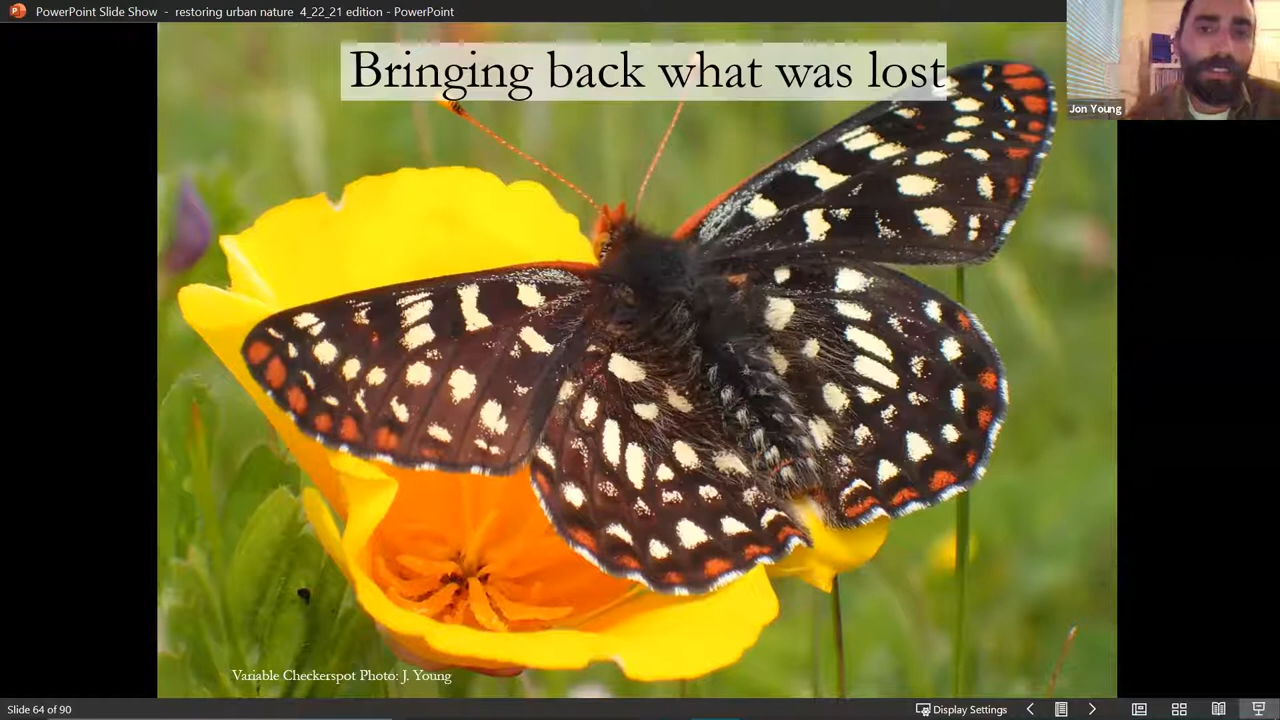 PowerPoint Slide Show - restoring urban nature 4_22_21 edition - PowerPoint
Bringing back what was lost
Jon Young
Variable Checkerspot Photo: J. Young
Slide 64 of 90
Display Settings